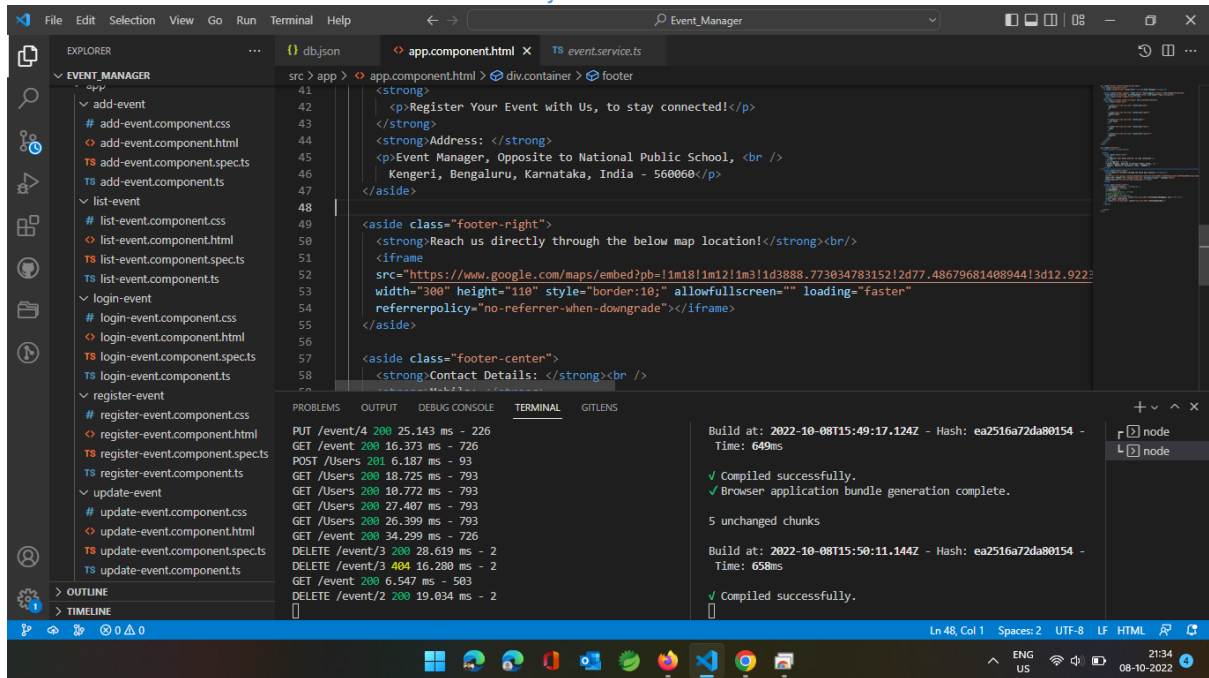 File Edit Selection View Go Run Terminal Help
Event_Manager
EXPLORER
EVENT_MANAGER
app
add-event
# add-event.component.css
<> add-event.component.html
TS add-event.component.spec.ts
TS add-event.component.ts
list-event
# list-event.component.css
<> list-event.component.html
TS list-event.component.spec.ts
TS list-event.component.ts
login-event
# login-event.component.css
<> login-event.component.html
TS login-event.component.spec.ts
TS login-event.component.ts
register-event
# register-event.component.css
<> register-event.component.html
TS register-event.component.spec.ts
TS register-event.component.ts
update-event
# update-event.component.css
<> update-event.component.html
TS update-event.component.spec.ts
TS update-event.component.ts
OUTLINE
TIMELINE
{} db.json <> app.component.html × TS event.service.ts
src > app > <> app.component.html > div.container > footer
41 <strong>
42 <p>Register Your Event with Us, to stay connected!</p>
43 </strong>
44 <strong>Address: </strong>
45 <p>Event Manager, Opposite to National Public School, <br />
46 Kengeri, Bengaluru, Karnataka, India - 560060</p>
47 </aside>
48
49 <aside class="footer-right">
50 <strong>Reach us directly through the below map location!</strong><br/>
51 <iframe
52 src="https://www.google.com/maps/embed?pb=!1m18!1m12!1m3!1d3888.773034783152!2d77.48679681408944!3d12.9223
53 width="300" height="110" style="border:10;" allowfullscreen="" loading="faster"
54 referrerpolicy="no-referrer-when-downgrade"></iframe>
55 </aside>
56
57 <aside class="footer-center">
58 <strong>Contact Details: </strong><br />
PROBLEMS OUTPUT DEBUG CONSOLE TERMINAL GITLENS
PUT /event/4 200 25.143 ms - 226
GET /event 200 16.373 ms - 726
POST /Users 201 6.187 ms - 93
GET /Users 200 18.725 ms - 793
GET /Users 200 10.772 ms - 793
GET /Users 200 27.407 ms - 793
GET /Users 200 26.399 ms - 793
GET /event 200 34.299 ms - 726
DELETE /event/3 200 28.619 ms - 2
DELETE /event/3 404 16.280 ms - 2
GET /event 200 6.547 ms - 503
DELETE /event/2 200 19.034 ms - 2
Build at: 2022-10-08T15:49:17.124Z - Hash: ea2516a72da80154 -
Time: 649ms
√ Compiled successfully.
√ Browser application bundle generation complete.
5 unchanged chunks
Build at: 2022-10-08T15:50:11.144Z - Hash: ea2516a72da80154 -
Time: 658ms
√ Compiled successfully.
node
node
0 0
Ln 48, Col 1 Spaces: 2 UTF-8 LF HTML
ENG
US
21:34
08-10-2022
4
1